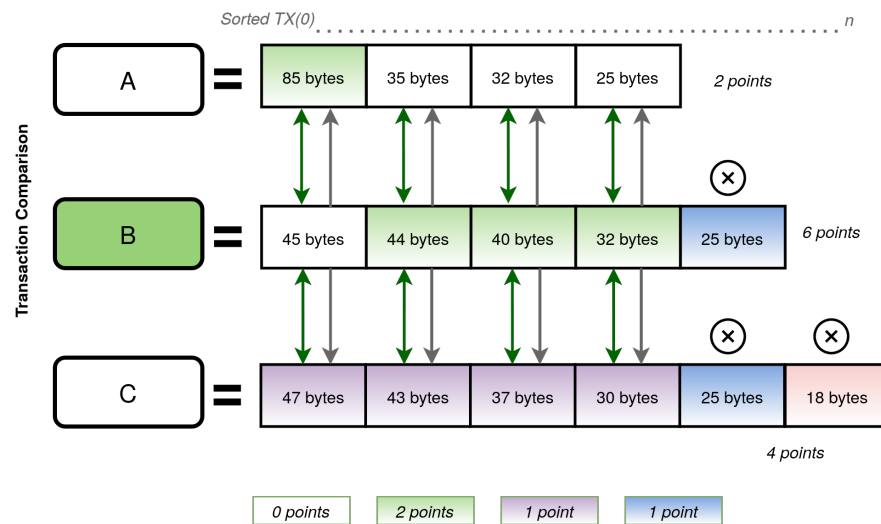 Sorted TX(0) n
Transaction Comparison
A = 85 bytes 35 bytes 32 bytes 25 bytes 2 points
B = 45 bytes 44 bytes 40 bytes 32 bytes 25 bytes 6 points
C = 47 bytes 43 bytes 37 bytes 30 bytes 25 bytes 18 bytes
4 points
0 points 2 points 1 point 1 point